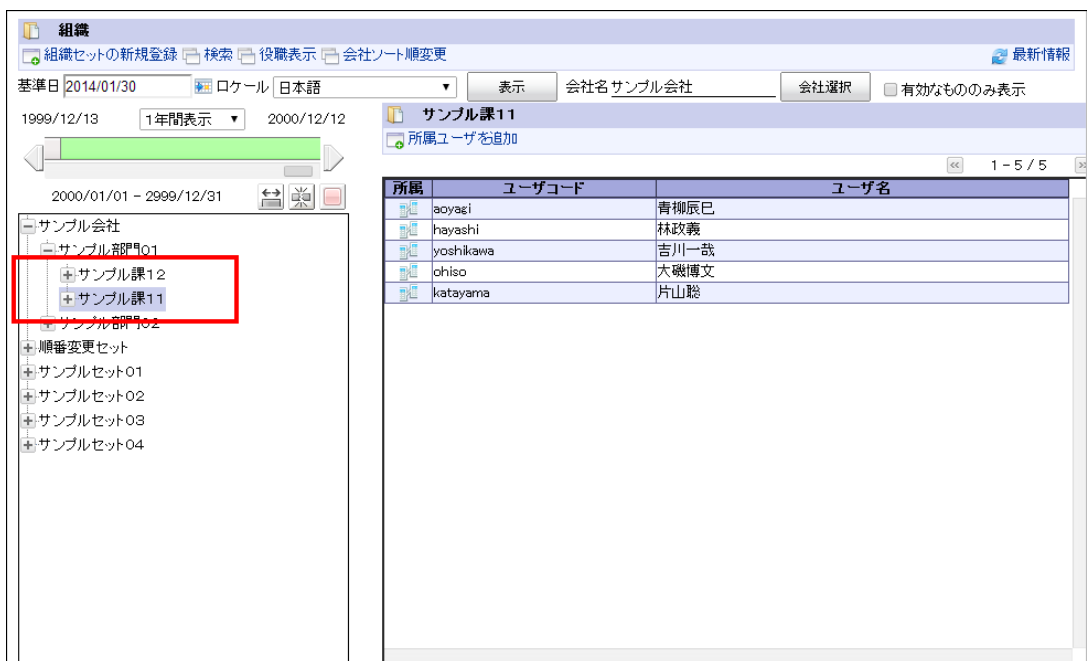 組織
組織セットの新規登録 検索 役職表示 会社ソート順変更 最新情報
基準日 2014/01/30 ロケール 日本語 ▼ 表示 会社名 サンプル会社 会社選択 有効なもののみ表示
1999/12/13 1年間表示 ▼ 2000/12/12
サンプル課11
所属ユーザを追加
<< 1-5/5 >>
2000/01/01 - 2999/12/31
所属 ユーザコード ユーザ名
aoyagi 青柳辰巳
hayashi 林政義
yoshikawa 吉川一哉
ohiso 大磯博文
katayama 片山聡
サンプル会社
サンプル部門01
サンプル課12
サンプル課11
サンプル部門02
順番変更セット
サンプルセット01
サンプルセット02
サンプルセット03
サンプルセット04